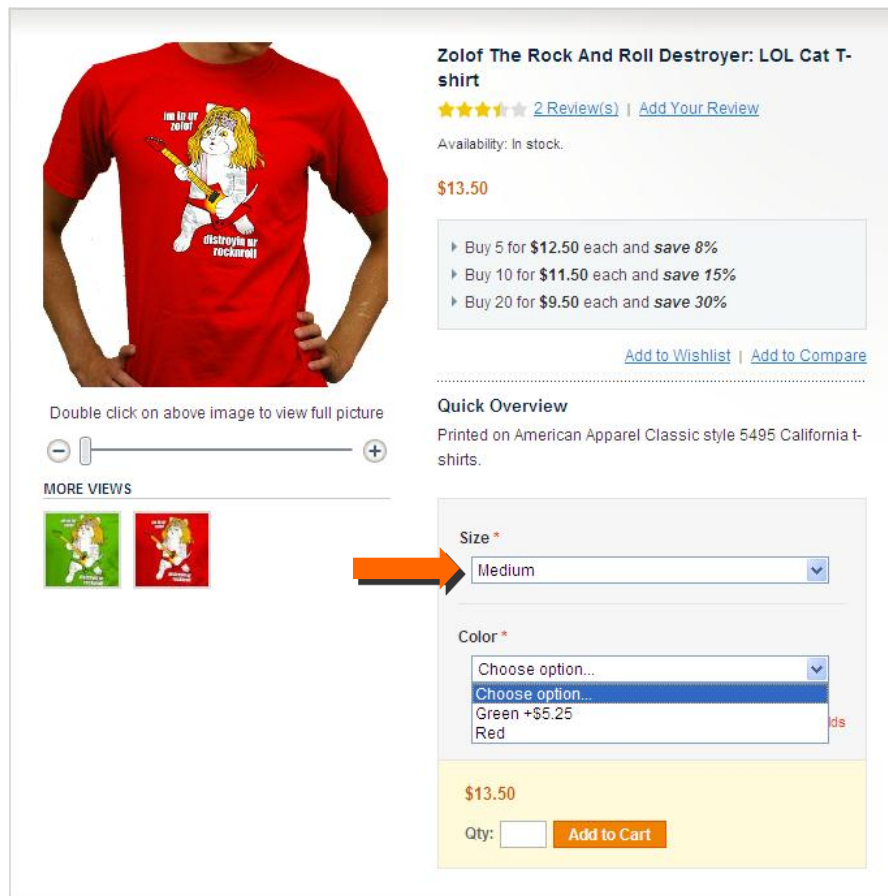 im in ur
zolof
distroyin ur
rocknroll
Double click on above image to view full picture
MORE VIEWS
Zolof The Rock And Roll Destroyer: LOL Cat T-
shirt
2 Review(s) | Add Your Review
Availability: In stock.
$13.50
Buy 5 for $12.50 each and save 8%
Buy 10 for $11.50 each and save 15%
Buy 20 for $9.50 each and save 30%
Add to Wishlist | Add to Compare
Quick Overview
Printed on American Apparel Classic style 5495 California t-
shirts.
Size *
Medium
Color *
Choose option...
Choose option...
Green +$5.25
Red
lds
$13.50
Qty: Add to Cart